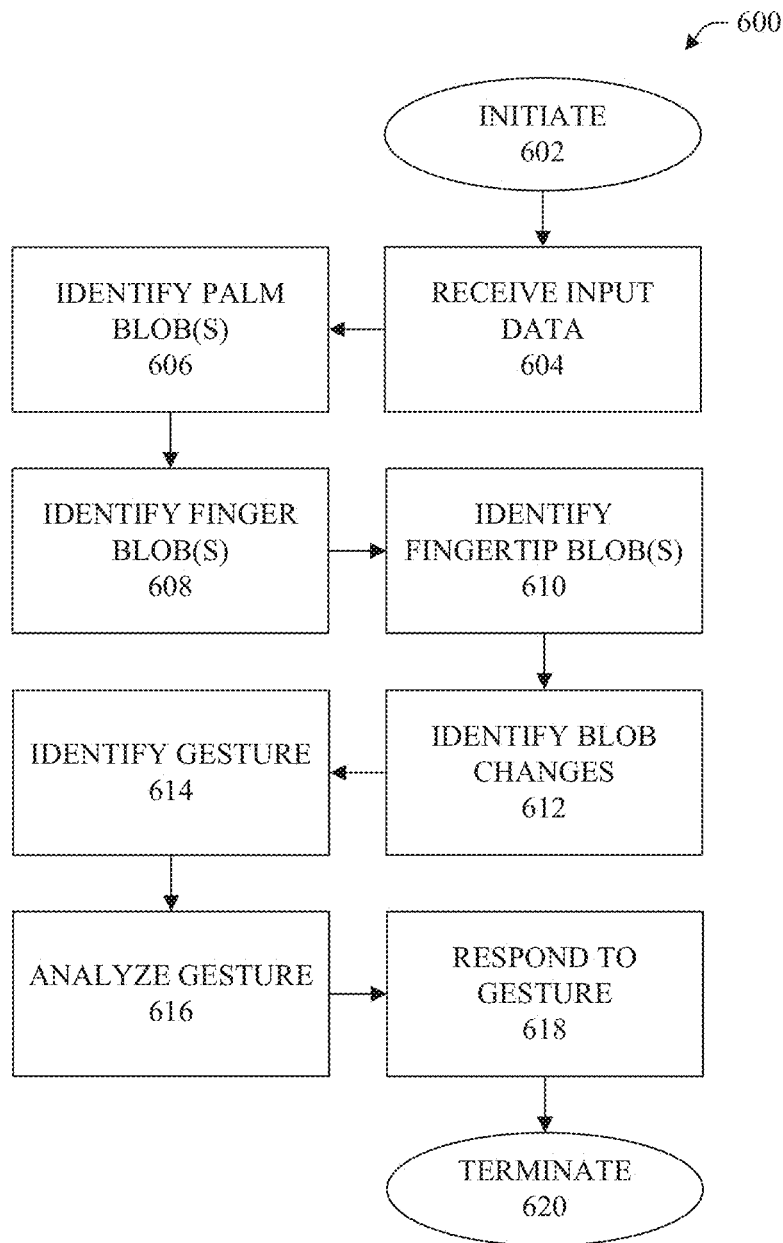 600
INITIATE
602
RECEIVE INPUT
DATA
604
IDENTIFY PALM
BLOB(S)
606
IDENTIFY FINGER
BLOB(S)
608
IDENTIFY
FINGERTIP BLOB(S)
610
IDENTIFY BLOB
CHANGES
612
IDENTIFY GESTURE
614
ANALYZE GESTURE
616
RESPOND TO
GESTURE
618
TERMINATE
620